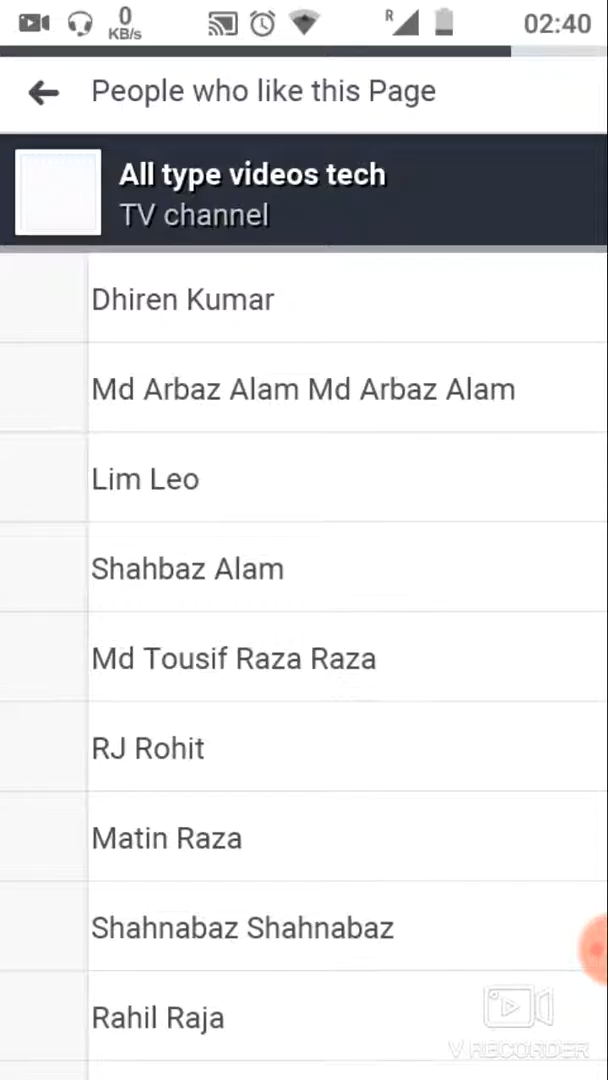 0
KB/s
R
02:40
People who like this Page
All type videos tech
TV channel
Dhiren Kumar
Md Arbaz Alam Md Arbaz Alam
Lim Leo
Shahbaz Alam
Md Tousif Raza Raza
RJ Rohit
Matin Raza
Shahnabaz Shahnabaz
Rahil Raja
V RECORDER